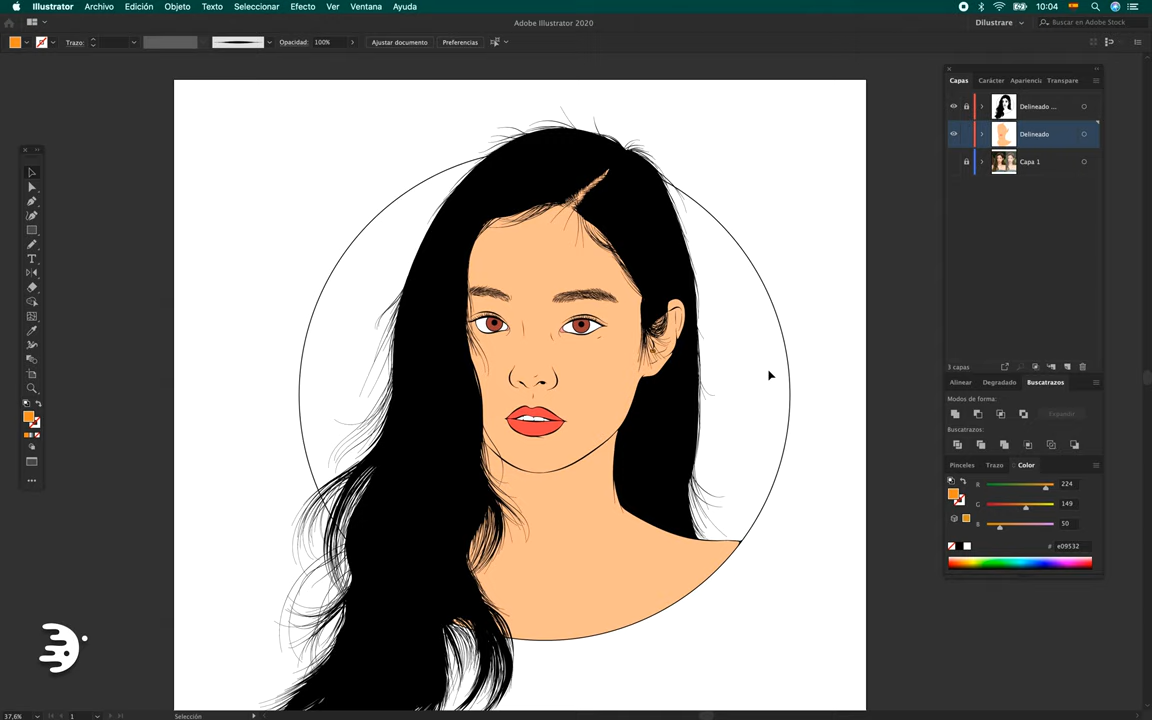 Illustrator Archivo Edición Objeto Texto Seleccionar Efecto Ver Ventana Ayuda 10:04
Adobe Illustrator 2020 Dilustrare Buscar en Adobe Stock
Trazo: Opacidad: 100% Ajustar documento Preferencias
Capas Carácter Apariencia Transpare
Delineado ...
Delineado
Capa 1
3 capas
Alinear Degradado Buscatrazos
Modos de forma:
Expandir
Buscatrazos:
Pinceles Trazo Color
R 224
G 149
B 50
# e09532
37,6% 1 Selección